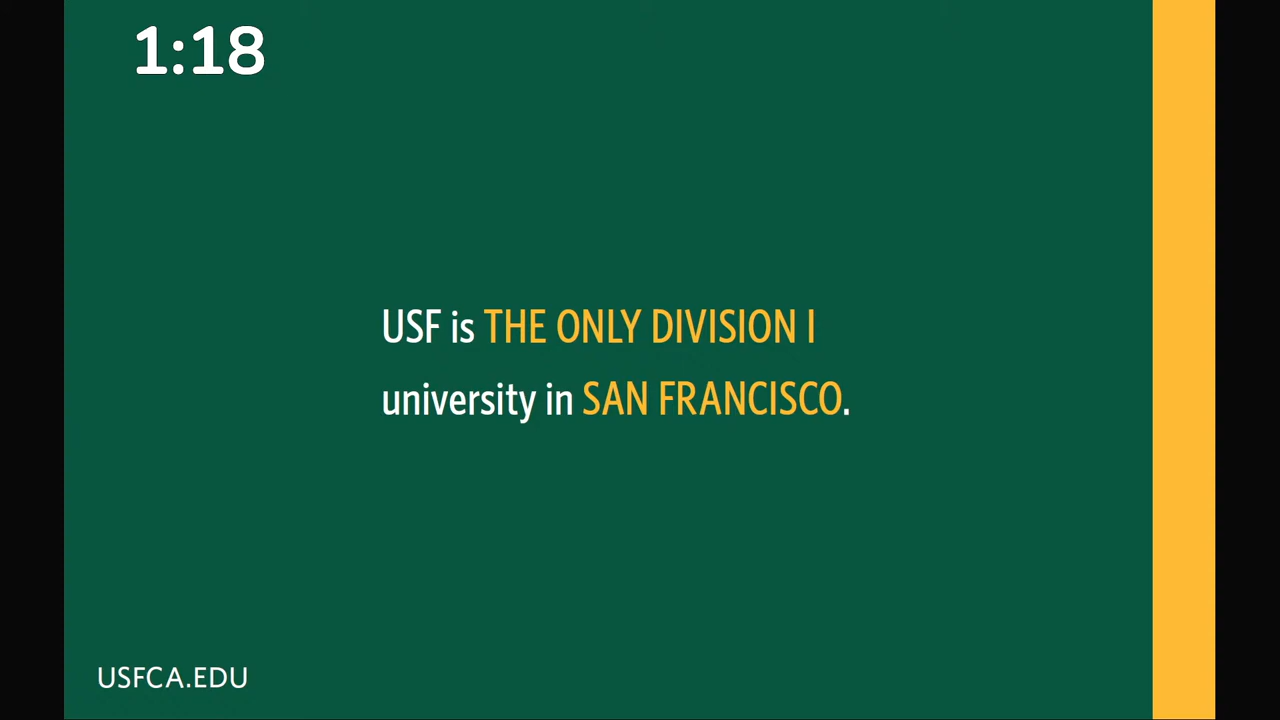 1:18
USF is THE ONLY DIVISION I
university in SAN FRANCISCO.
USFCA.EDU